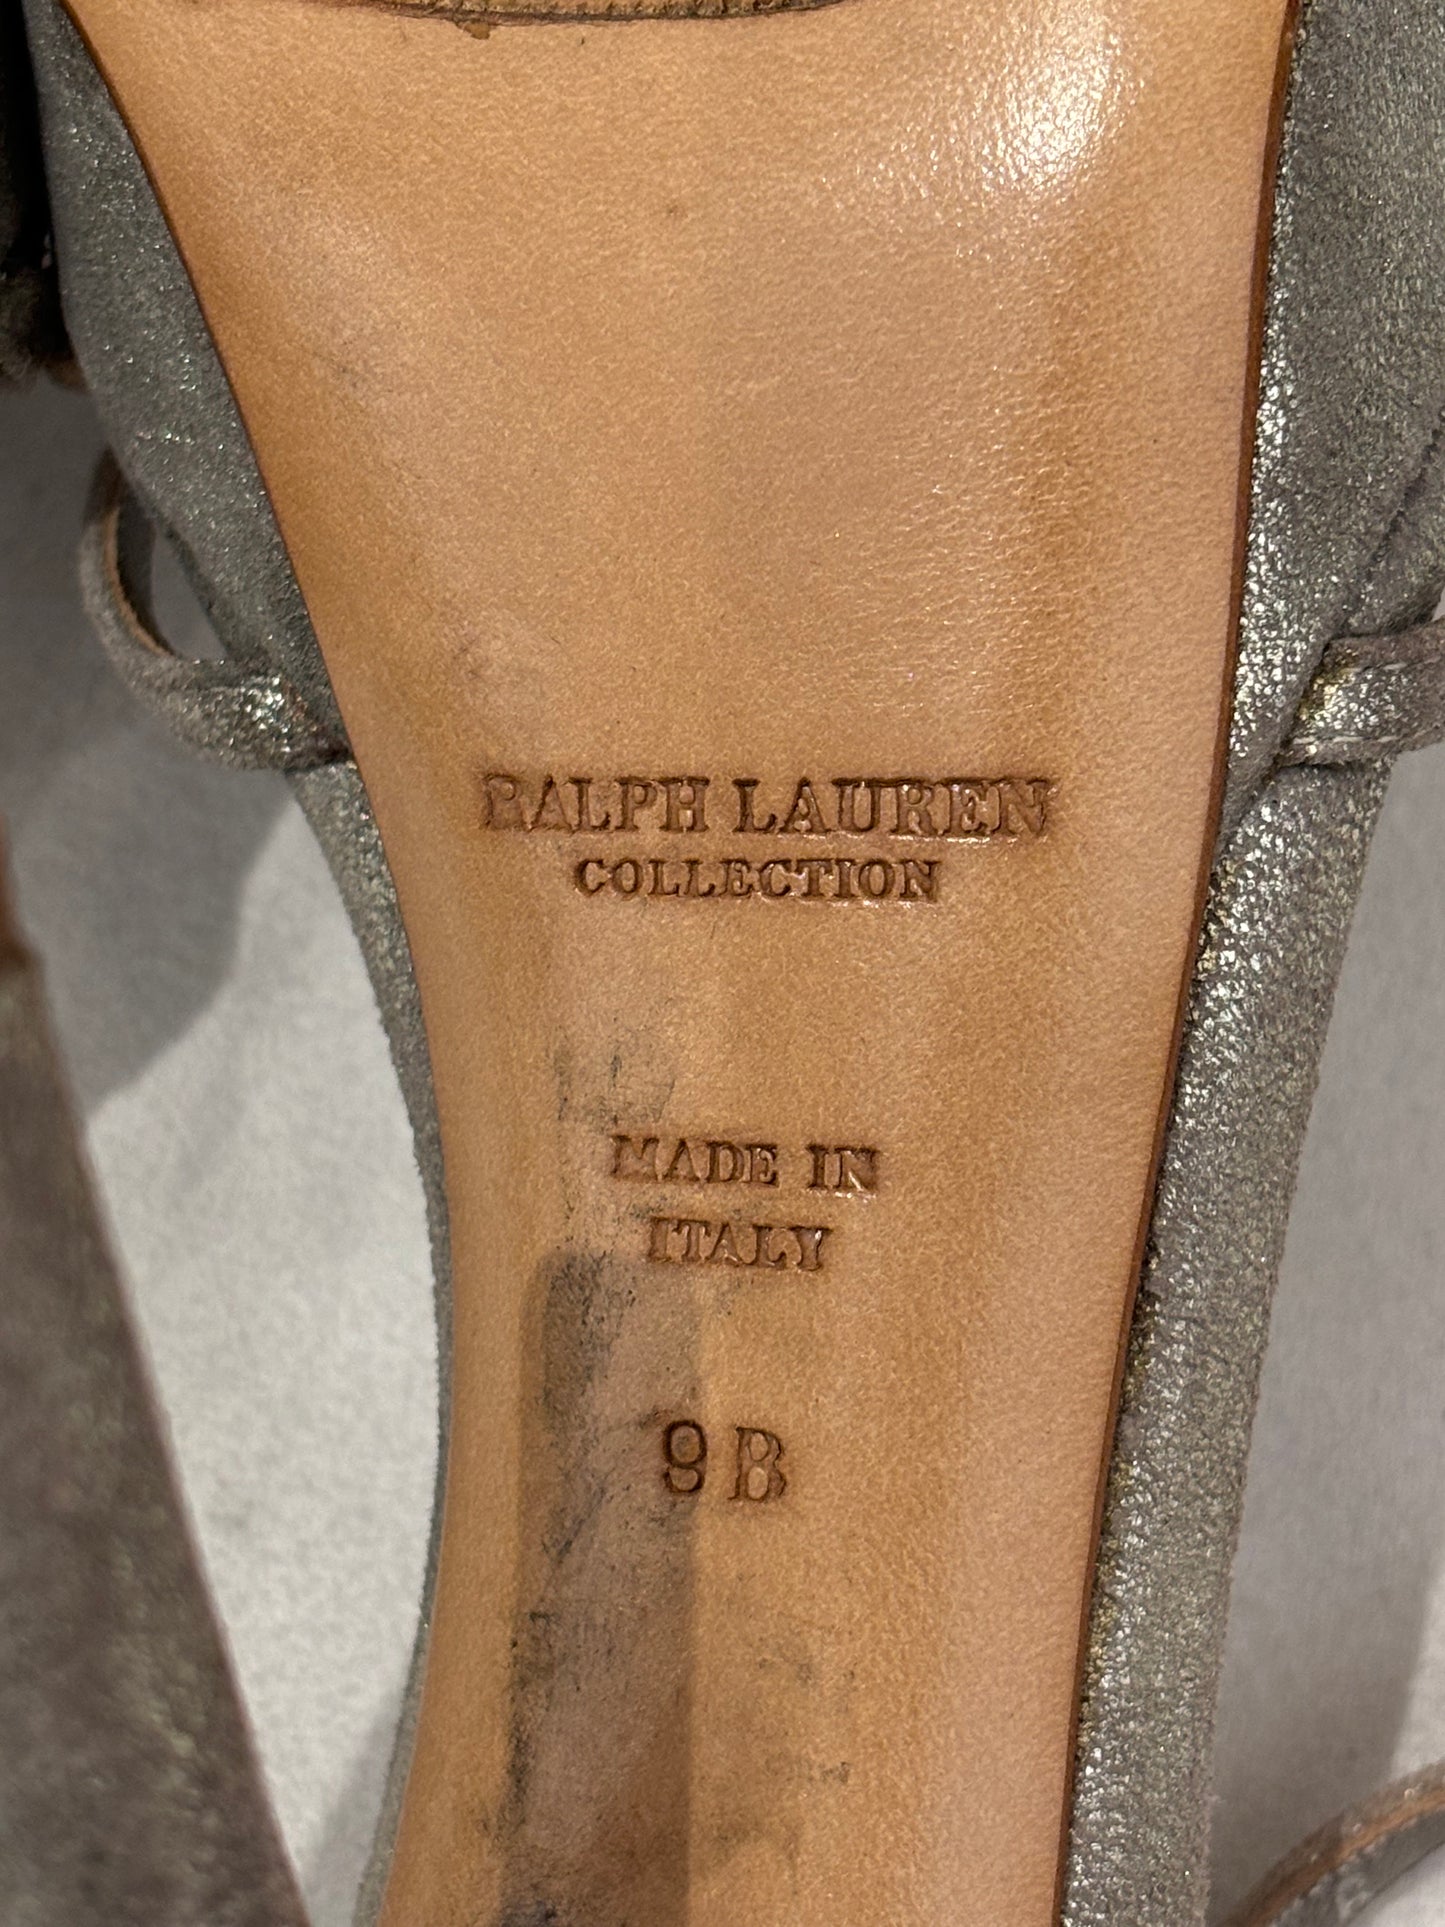 RALPH LAUREN
COLLECTION
MADE IN
ITALY
9B